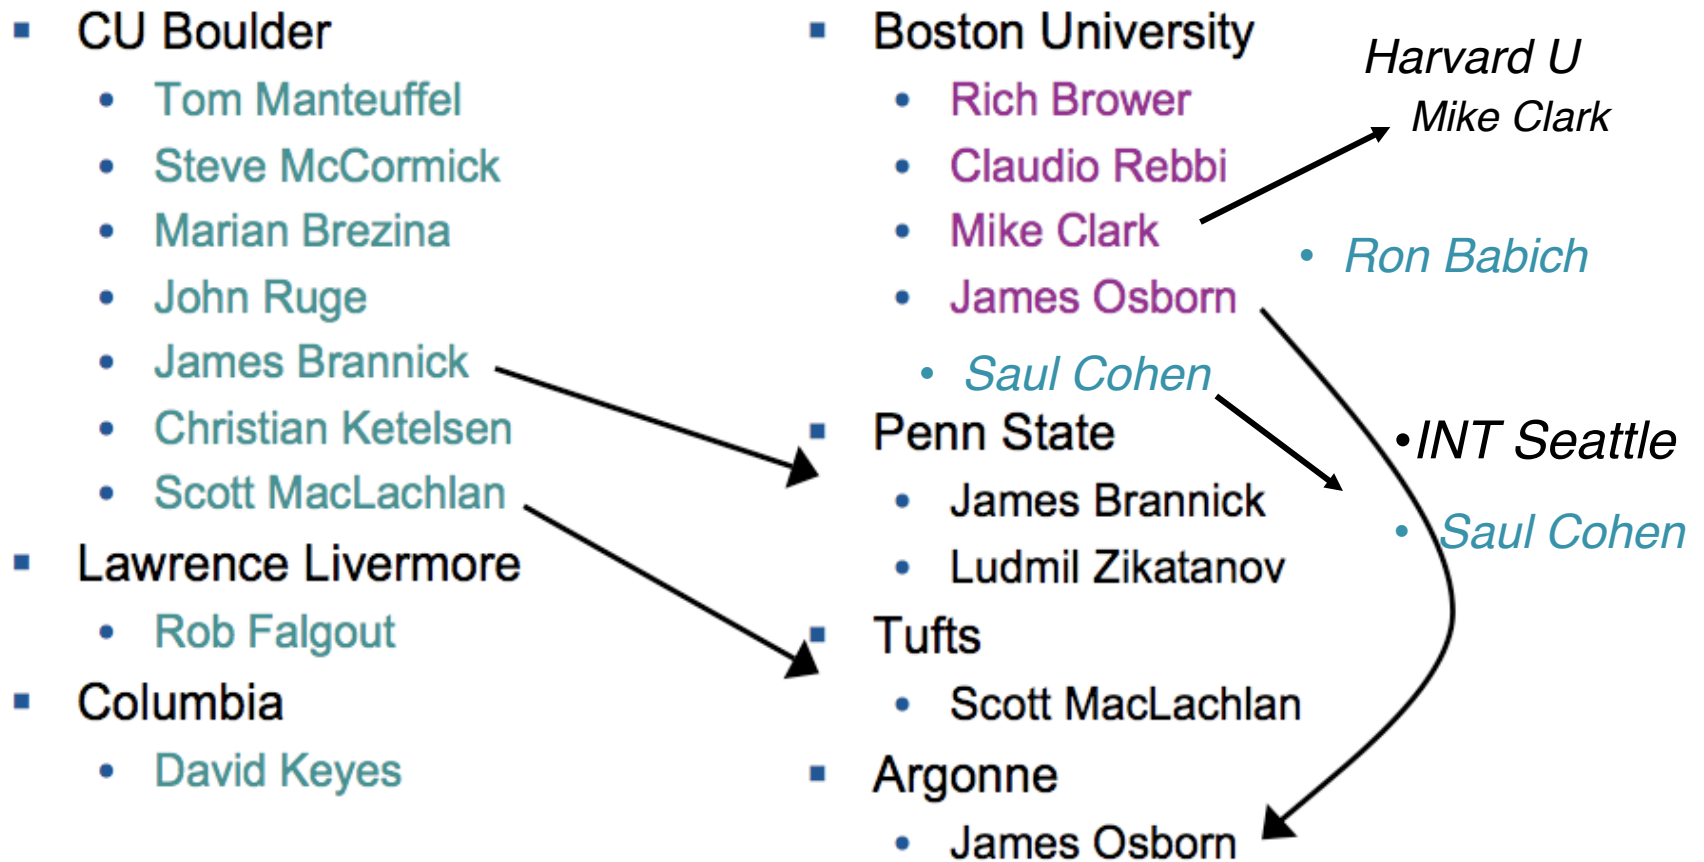 CU Boulder
Tom Manteuffel
Steve McCormick
Marian Brezina
John Ruge
James Brannick
Christian Ketelsen
Scott MacLachlan
Lawrence Livermore
Rob Falgout
Columbia
David Keyes
Boston University
Rich Brower
Claudio Rebbi
Mike Clark
James Osborn
Saul Cohen
Penn State
James Brannick
Ludmil Zikatanov
Tufts
Scott MacLachlan
Argonne
James Osborn
Harvard U
Mike Clark
Ron Babich
INT Seattle
Saul Cohen